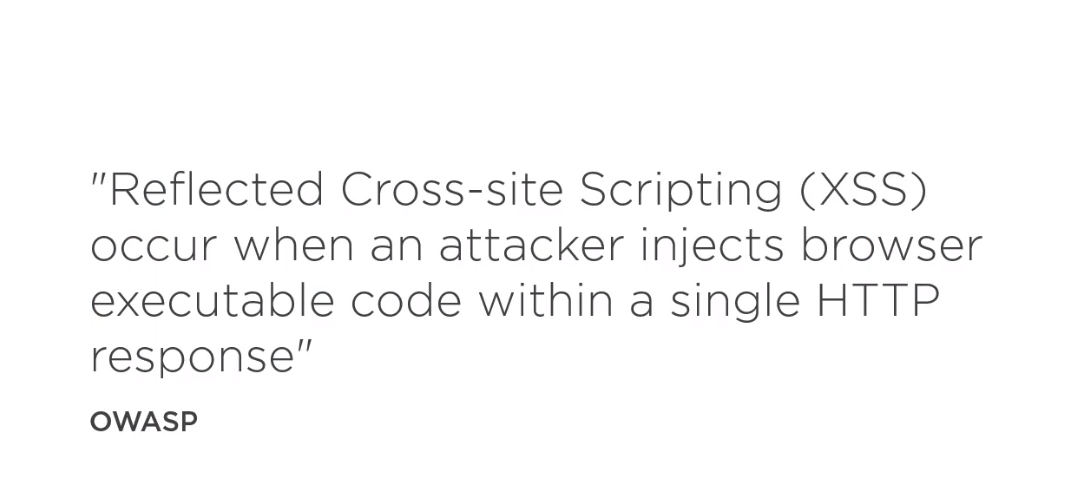 "Reflected Cross-site Scripting (XSS)
occur when an attacker injects browser
executable code within a single HTTP
response"
OWASP